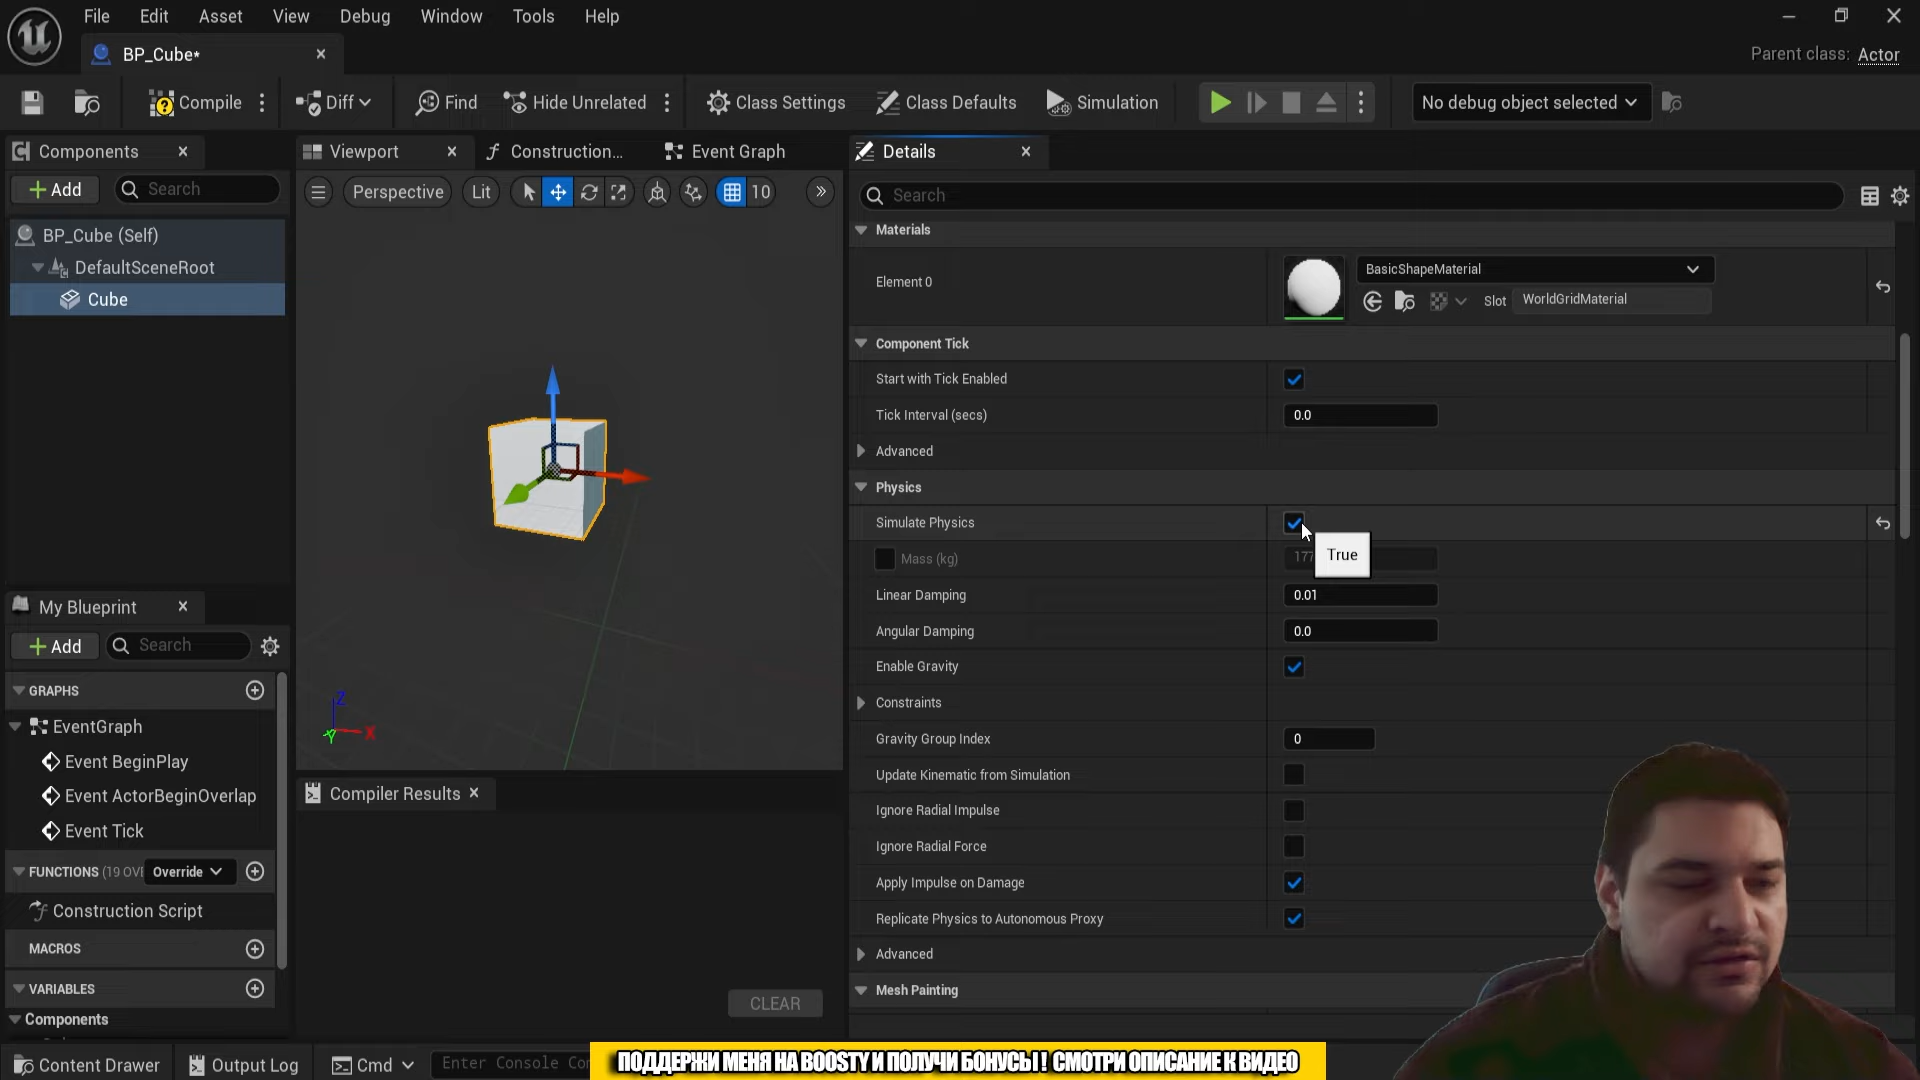 File Edit Asset View Debug Window Tools Help
BP_Cube*
Parent class: Actor
Compile Diff Find Hide Unrelated Class Settings Class Defaults Simulation No debug object selected
Components
Add Search
BP_Cube (Self)
DefaultSceneRoot
Cube
Viewport Construction... Event Graph
Perspective Lit 10
Z
X
Y
Details
Search
Materials
Element 0
BasicShapeMaterial
Slot WorldGridMaterial
Component Tick
Start with Tick Enabled
Tick Interval (secs) 0.0
Advanced
Physics
Simulate Physics
True
Mass (kg)
Linear Damping 0.01
Angular Damping 0.0
Enable Gravity
Constraints
Gravity Group Index 0
Update Kinematic from Simulation
Ignore Radial Impulse
Ignore Radial Force
Apply Impulse on Damage
Replicate Physics to Autonomous Proxy
Advanced
Mesh Painting
My Blueprint
Add Search
GRAPHS
EventGraph
Event BeginPlay
Event ActorBeginOverlap
Event Tick
FUNCTIONS (19 OVE Override
Construction Script
MACROS
VARIABLES
Components
Compiler Results
CLEAR
Content Drawer Output Log Cmd Enter Console Co
ПОДДЕРЖИ МЕНЯ НА BOOSTY И ПОЛУЧИ БОНУСЫ! СМОТРИ ОПИСАНИЕ К ВИДЕО